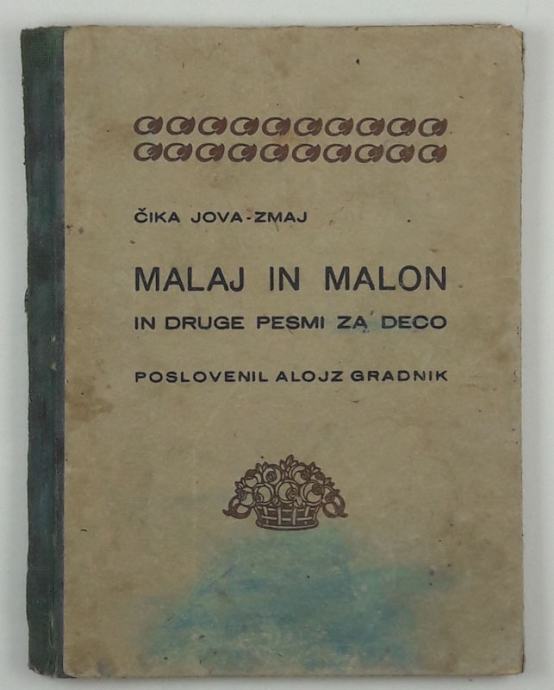 ČIKA JOVA-ZMAJ
MALAJ IN MALON
IN DRUGE PESMI ZA DECO
POSLOVENIL ALOJZ GRADNIK